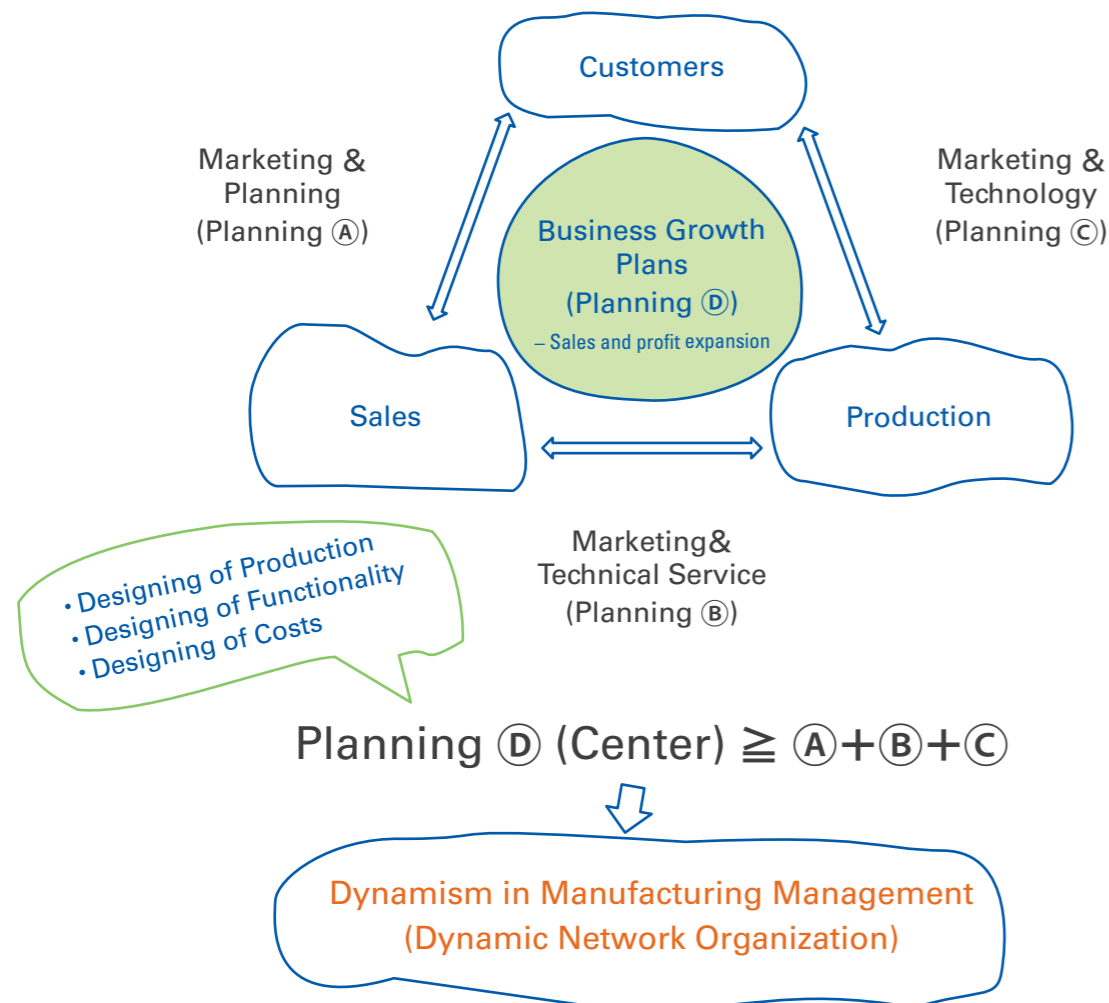 Customers
Marketing &
Planning
(Planning Ⓐ)
Marketing &
Technology
(Planning Ⓒ)
Business Growth
Plans
(Planning Ⓓ)
– Sales and profit expansion
Sales
Production
Marketing&
Technical Service
(Planning Ⓑ)
• Designing of Production
• Designing of Functionality
• Designing of Costs
Planning Ⓓ (Center) ≧ Ⓐ+Ⓑ+Ⓒ
Dynamism in Manufacturing Management
(Dynamic Network Organization)